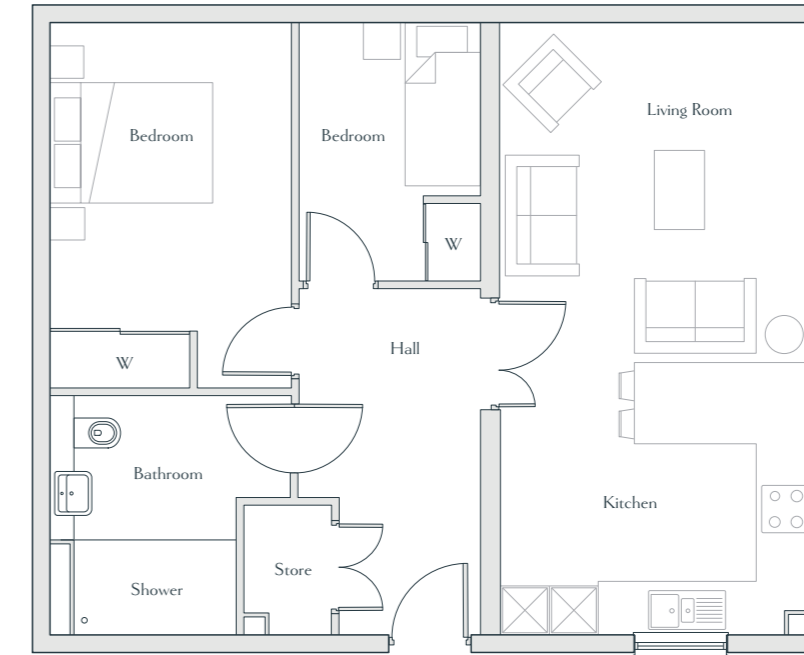 Living Room
Bedroom
Bedroom
W
Hall
W
Bathroom
Kitchen
Store
Shower